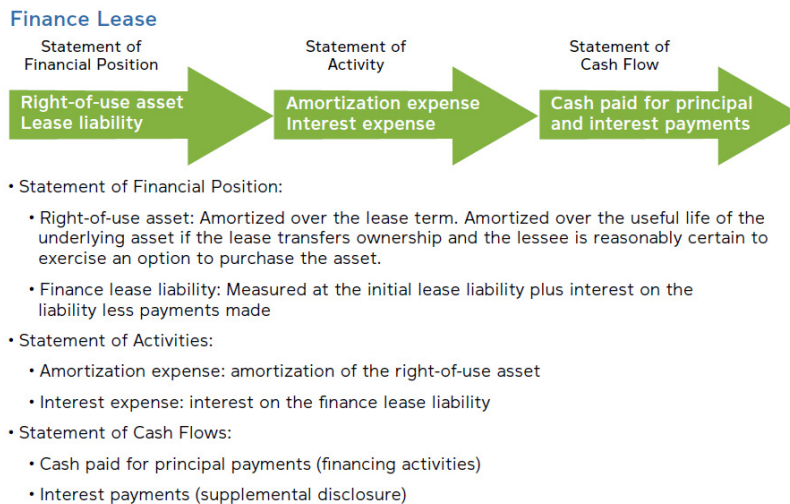 Finance Lease
Statement of
Financial Position
Statement of
Activity
Statement of
Cash Flow
Right-of-use asset
Lease liability
Amortization expense
Interest expense
Cash paid for principal
and interest payments
• Statement of Financial Position:
• Right-of-use asset: Amortized over the lease term. Amortized over the useful life of the
underlying asset if the lease transfers ownership and the lessee is reasonably certain to
exercise an option to purchase the asset.
• Finance lease liability: Measured at the initial lease liability plus interest on the
liability less payments made
• Statement of Activities:
• Amortization expense: amortization of the right-of-use asset
• Interest expense: interest on the finance lease liability
• Statement of Cash Flows:
• Cash paid for principal payments (financing activities)
• Interest payments (supplemental disclosure)